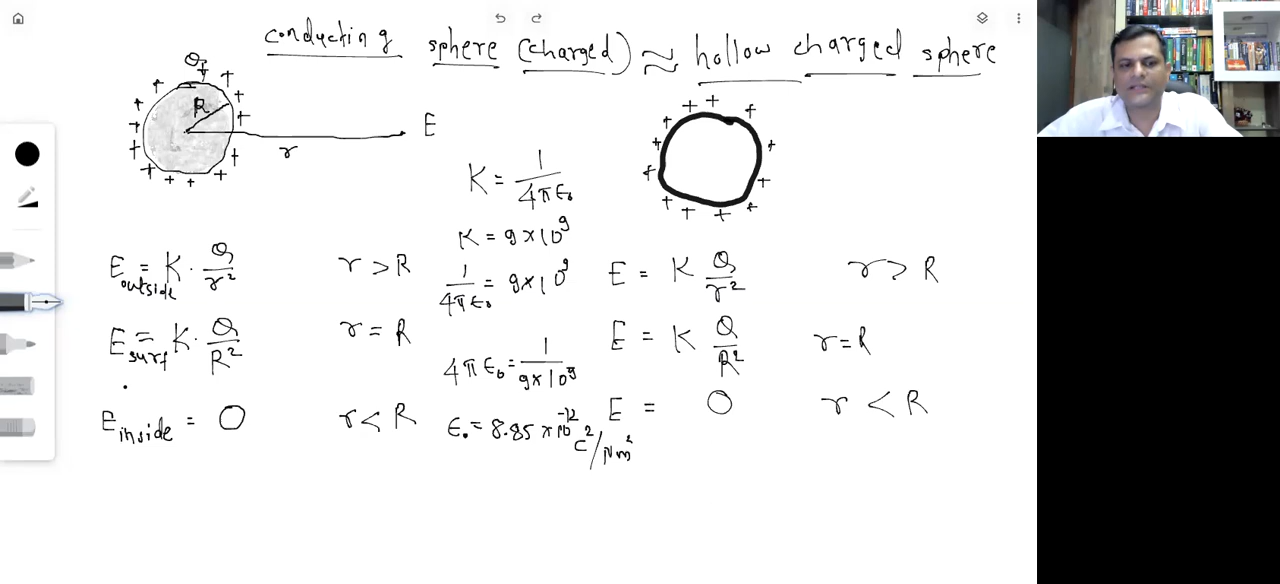 conducting sphere (charged) ≈ hollow charged sphere
Q
R
r
E
K = 1/4πε₀
K = 9×10⁹
1/4πε₀ = 9×10⁹
4πε₀ = 1/9×10⁹
ε₀ = 8.85×10⁻¹² C²/Nm²
E outside = K · Q/r² r > R
E surf = K · Q/R² r = R
E inside = 0 r < R
E = K Q/r² r > R
E = K Q/R² r = R
E = 0 r < R